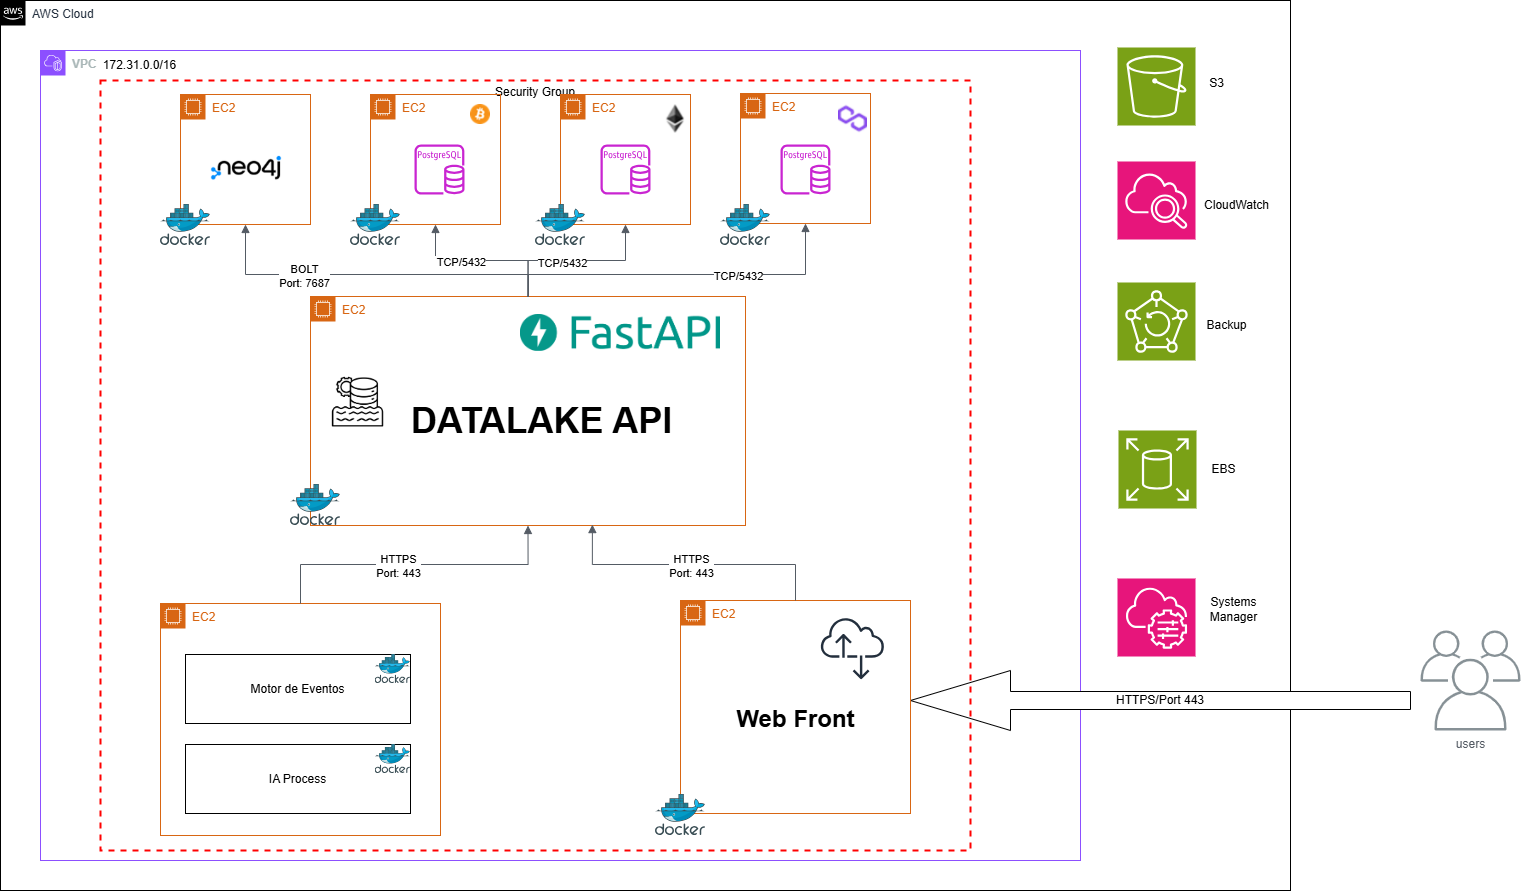 aws
AWS Cloud
VPC
172.31.0.0/16
Security Group
EC2
EC2
EC2
EC2
neo4j
PostgreSQL
PostgreSQL
PostgreSQL
docker
docker
docker
docker
BOLT
Port: 7687
TCP/5432
TCP/5432
TCP/5432
EC2
FastAPI
DATALAKE API
docker
HTTPS
Port: 443
HTTPS
Port: 443
EC2
Motor de Eventos
docker
IA Process
docker
EC2
Web Front
docker
S3
CloudWatch
Backup
EBS
Systems
Manager
HTTPS/Port 443
users